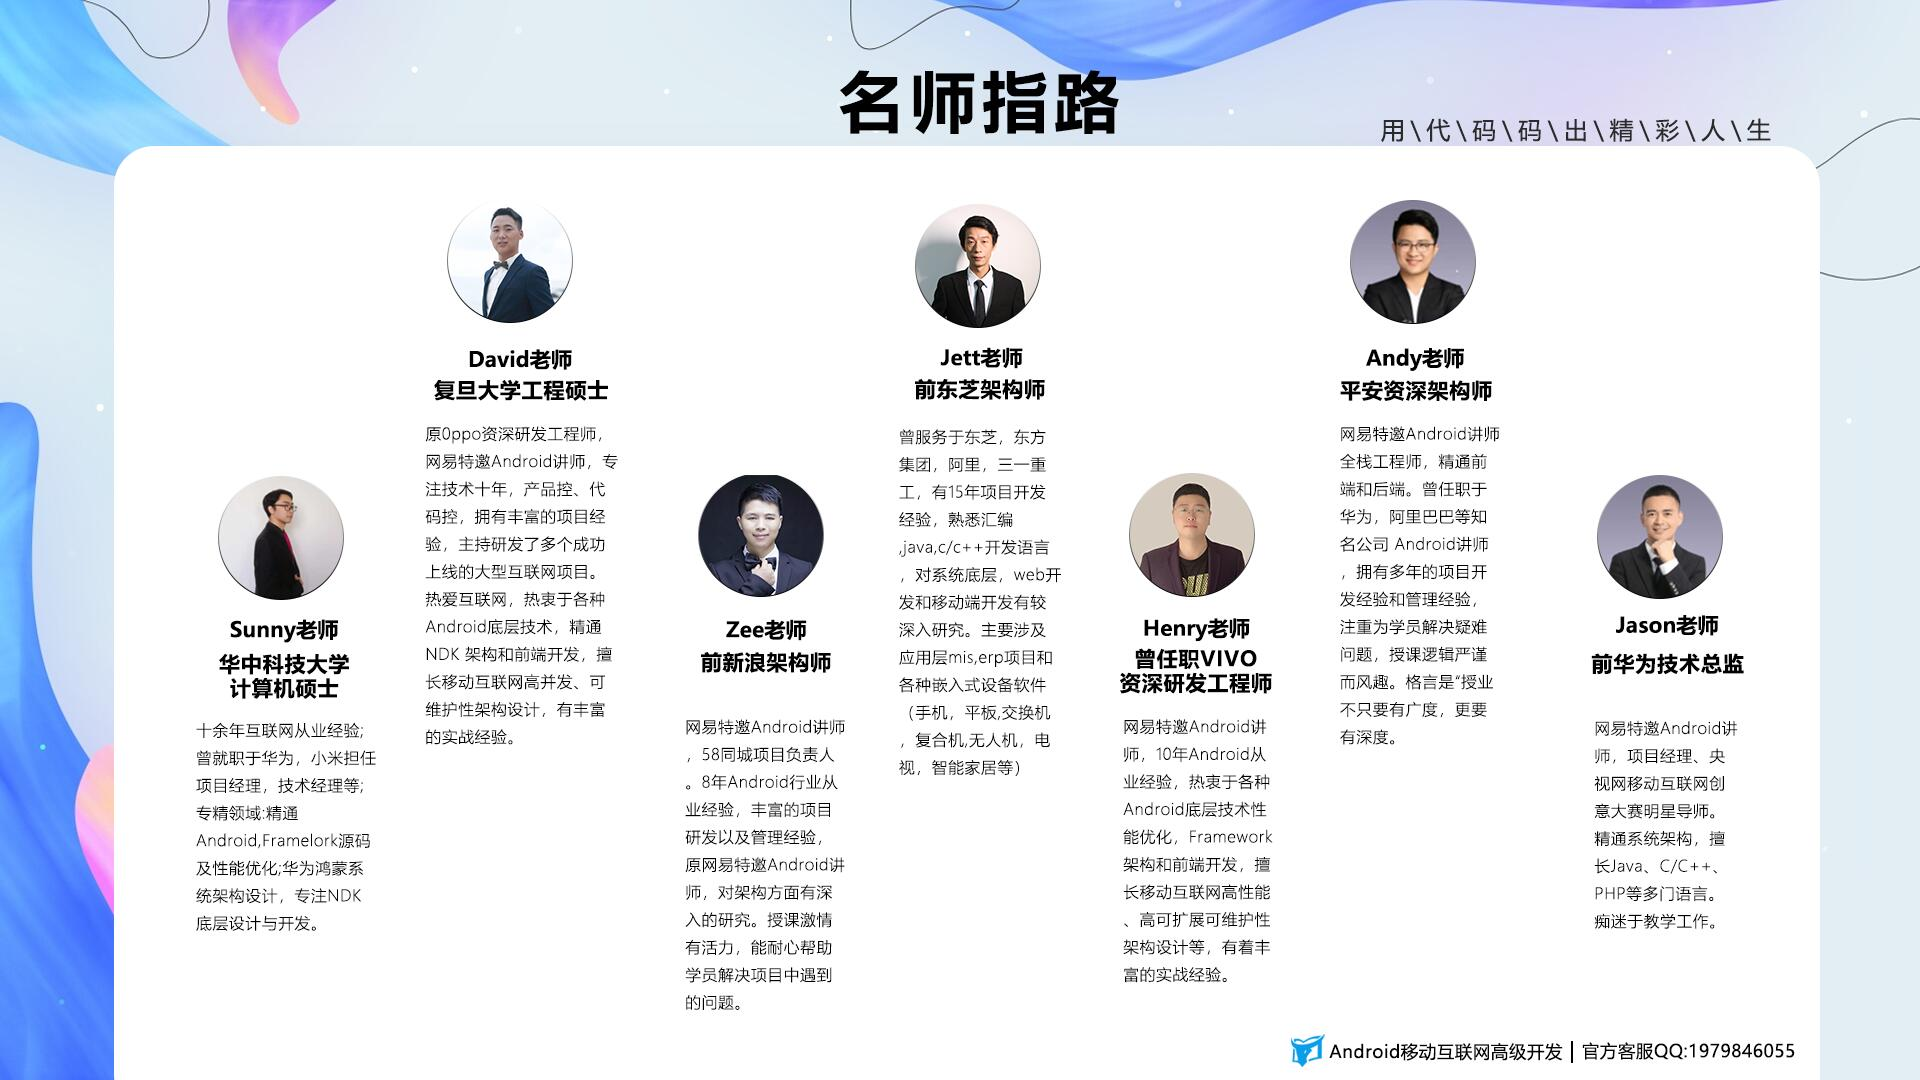 名师指路
用\代\码\码\出\精\彩\人\生
Sunny老师
华中科技大学
计算机硕士
十余年互联网从业经验;
曾就职于华为，小米担任
项目经理，技术经理等;
专精领域:精通
Android,Framelork源码
及性能优化;华为鸿蒙系
统架构设计，专注NDK
底层设计与开发。
David老师
复旦大学工程硕士
原0ppo资深研发工程师，
网易特邀Android讲师，专
注技术十年，产品控、代
码控，拥有丰富的项目经
验，主持研发了多个成功
上线的大型互联网项目。
热爱互联网，热衷于各种
Android底层技术，精通
NDK 架构和前端开发，擅
长移动互联网高并发、可
维护性架构设计，有丰富
的实战经验。
Zee老师
前新浪架构师
网易特邀Android讲师
，58同城项目负责人
。8年Android行业从
业经验，丰富的项目
研发以及管理经验，
原网易特邀Android讲
师，对架构方面有深
入的研究。授课激情
有活力，能耐心帮助
学员解决项目中遇到
的问题。
Jett老师
前东芝架构师
曾服务于东芝，东方
集团，阿里，三一重
工，有15年项目开发
经验，熟悉汇编
,java,c/c++开发语言
，对系统底层，web开
发和移动端开发有较
深入研究。主要涉及
应用层mis,erp项目和
各种嵌入式设备软件
（手机，平板,交换机
，复合机,无人机，电
视，智能家居等）
Henry老师
曾任职VIVO
资深研发工程师
网易特邀Android讲
师，10年Android从
业经验，热衷于各种
Android底层技术性
能优化，Framework
架构和前端开发，擅
长移动互联网高性能
、高可扩展可维护性
架构设计等，有着丰
富的实战经验。
Andy老师
平安资深架构师
网易特邀Android讲师
全栈工程师，精通前
端和后端。曾任职于
华为，阿里巴巴等知
名公司 Android讲师
，拥有多年的项目开
发经验和管理经验，
注重为学员解决疑难
问题，授课逻辑严谨
而风趣。格言是“授业
不只要有广度，更要
有深度。
Jason老师
前华为技术总监
网易特邀Android讲
师，项目经理、央
视网移动互联网创
意大赛明星导师。
精通系统架构，擅
长Java、C/C++、
PHP等多门语言。
痴迷于教学工作。
Android移动互联网高级开发 | 官方客服QQ:1979846055